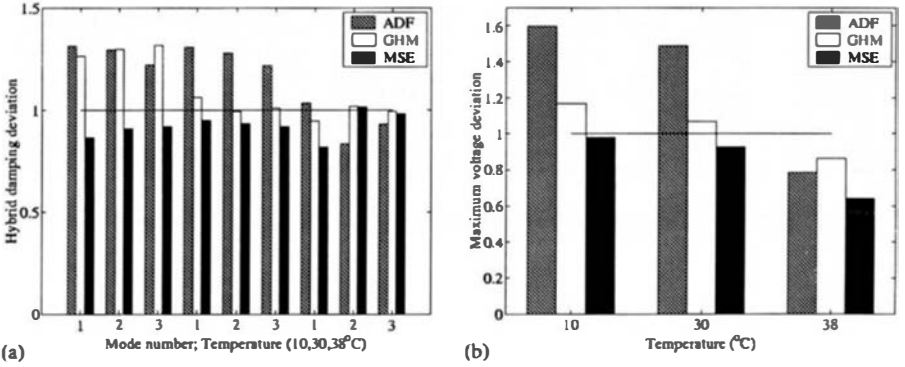 1.5
1
0.5
Hybrid damping deviation
ADF
GHM
MSE
1 2 3 1 2 3 1 2 3
Mode number; Temperature (10,30,38°C)
(a)
1.6
1.4
1.2
1
0.8
0.6
0.4
0.2
0
Maximum voltage deviation
ADF
GHM
MSE
10 30 38
Temperature (°C)
(b)